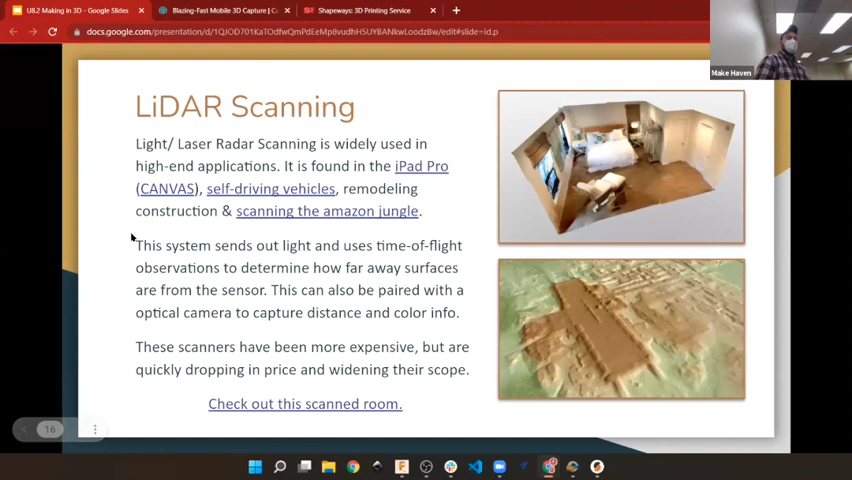 U8.2 Making in 3D - Google Slides
Blazing-Fast Mobile 3D Capture | C
Shapeways: 3D Printing Service
docs.google.com/presentation/d/
Make Haven
LiDAR Scanning
Light/ Laser Radar Scanning is widely used in
high-end applications. It is found in the iPad Pro
(CANVAS), self-driving vehicles, remodeling
construction & scanning the amazon jungle.
This system sends out light and uses time-of-flight
observations to determine how far away surfaces
are from the sensor. This can also be paired with a
optical camera to capture distance and color info.
These scanners have been more expensive, but are
quickly dropping in price and widening their scope.
Check out this scanned room.
16